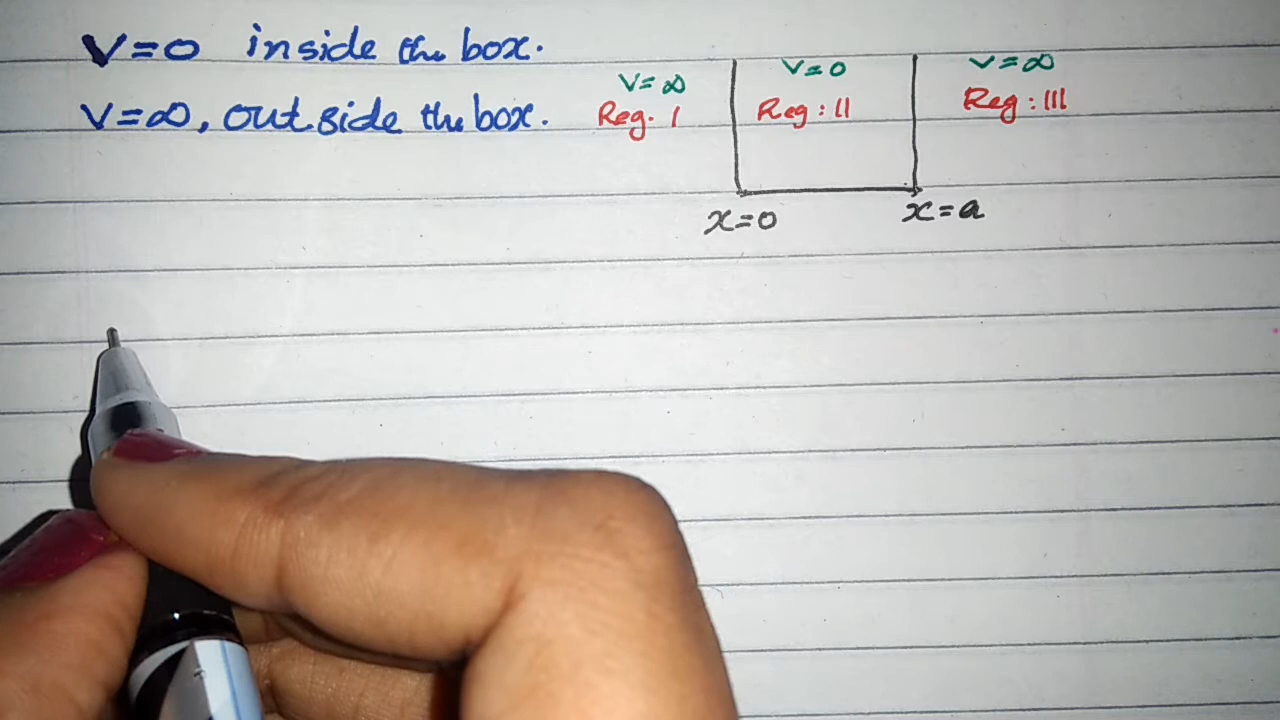 V=0 inside the box.
V=∞, outside the box.
V=∞
Reg. I
V=0
Reg: II
V=∞
Reg: III
x=0
x=a